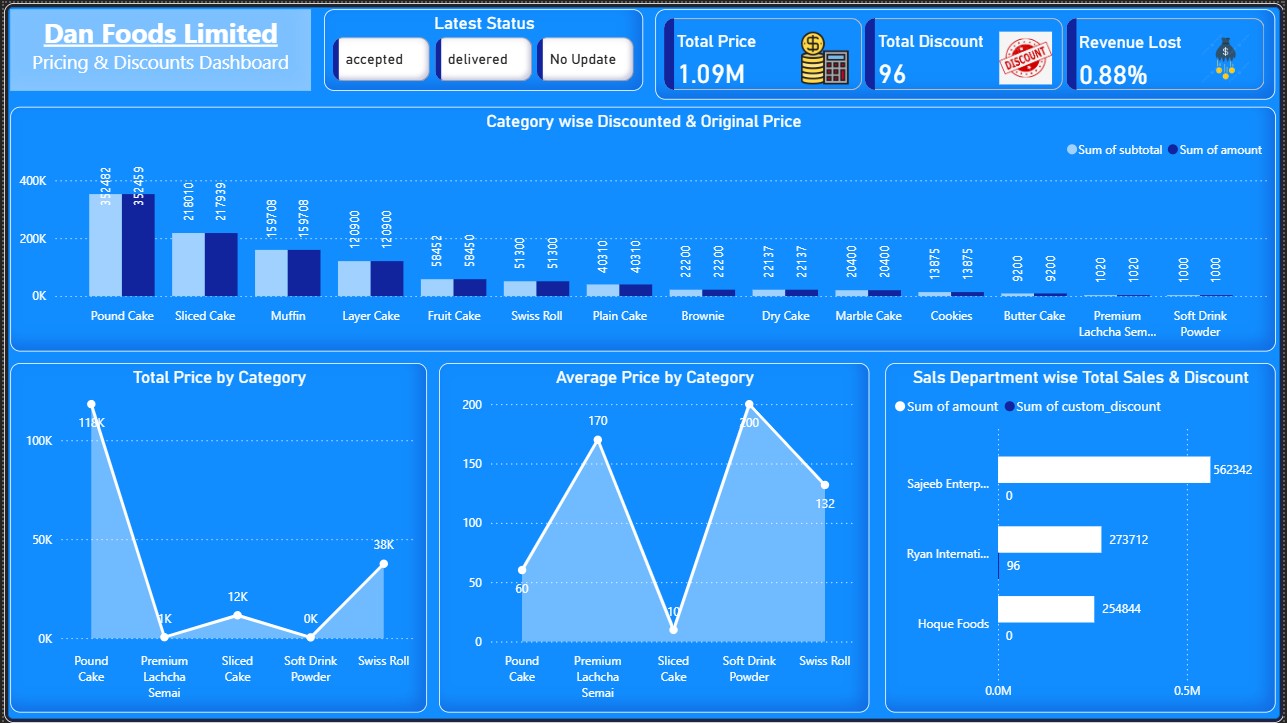 Dan Foods Limited
Pricing & Discounts Dashboard
Latest Status
accepted
delivered
No Update
Total Price
1.09M
Total Discount
96
DISCOUNT
Revenue Lost
0.88%
Category wise Discounted & Original Price
Sum of subtotal Sum of amount
400K
200K
0K
352482 352459
218010 217939
159708 159708
120900 120900
58452 58450
51300 51300
40310 40310
22200 22200
22137 22137
20400 20400
13875 13875
9200 9200
1020 1020
1000 1000
Pound Cake
Sliced Cake
Muffin
Layer Cake
Fruit Cake
Swiss Roll
Plain Cake
Brownie
Dry Cake
Marble Cake
Cookies
Butter Cake
Premium
Lachcha Sem...
Soft Drink
Powder
Total Price by Category
100K
50K
0K
118K
1K
12K
0K
38K
Pound
Cake
Premium
Lachcha
Semai
Sliced
Cake
Soft Drink
Powder
Swiss Roll
Average Price by Category
200
150
100
50
0
60
170
10
200
132
Pound
Cake
Premium
Lachcha
Semai
Sliced
Cake
Soft Drink
Powder
Swiss Roll
Sals Department wise Total Sales & Discount
Sum of amount Sum of custom_discount
Sajeeb Enterp...
562342
0
Ryan Internati...
273712
96
Hoque Foods
254844
0
0.0M
0.5M